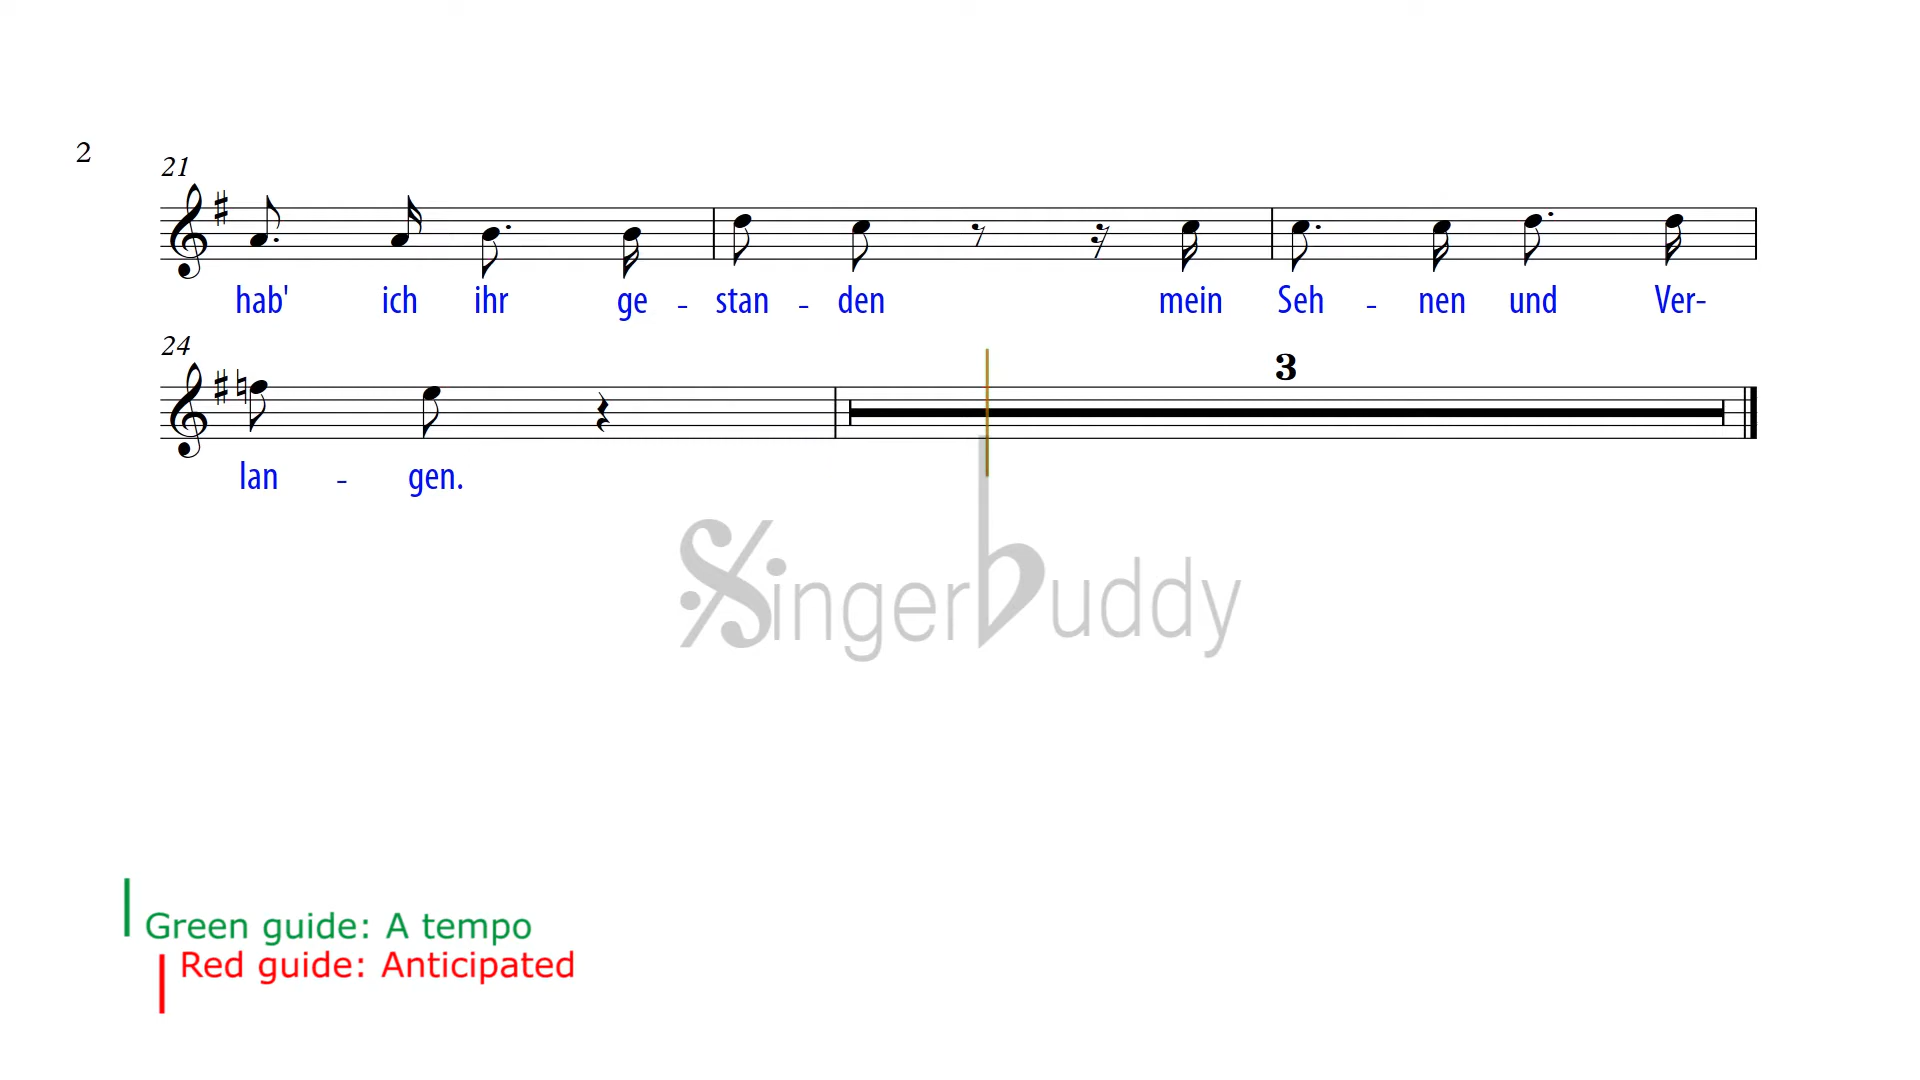 2
21
hab' ich ihr ge - stan - den mein Seh - nen und Ver-
24
3
lan - gen.
Singerbuddy
Green guide: A tempo
Red guide: Anticipated